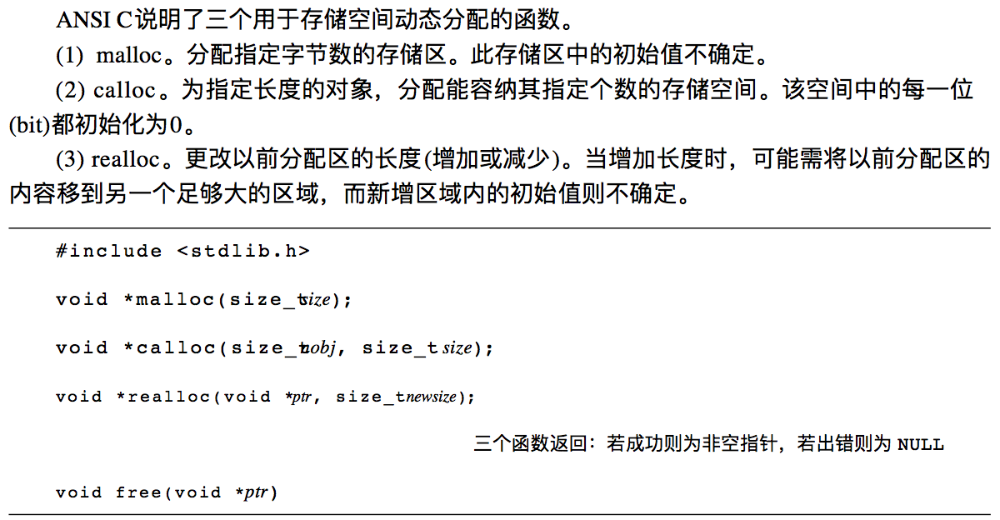 ANSI C说明了三个用于存储空间动态分配的函数。
(1) malloc。分配指定字节数的存储区。此存储区中的初始值不确定。
(2) calloc。为指定长度的对象，分配能容纳其指定个数的存储空间。该空间中的每一位
(bit)都初始化为0。
(3) realloc。更改以前分配区的长度(增加或减少)。当增加长度时，可能需将以前分配区的
内容移到另一个足够大的区域，而新增区域内的初始值则不确定。
#include <stdlib.h>
void *malloc(size_tsize);
void *calloc(size_tnobj, size_t size);
void *realloc(void *ptr, size_tnewsize);
三个函数返回：若成功则为非空指针，若出错则为 NULL
void free(void *ptr)